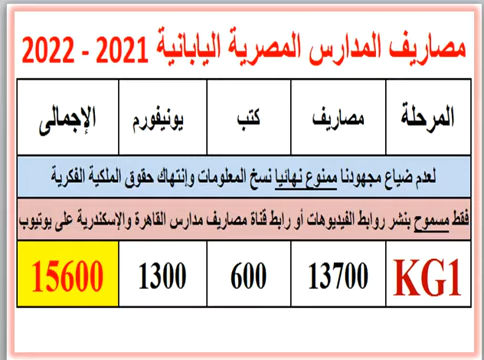 مصاريف المدارس المصرية اليابانية 2021 - 2022
المرحلة مصاريف كتب يونيفورم الإجمالى
لعدم ضياع مجهودنا ممنوع نهائيا نسخ المعلومات وإنتهاك حقوق الملكية الفكرية
فقط مسموح بنشر روابط الفيديوهات أو رابط قناة مصاريف مدارس القاهرة والإسكندرية على يوتيوب
KG1 13700 600 1300 15600